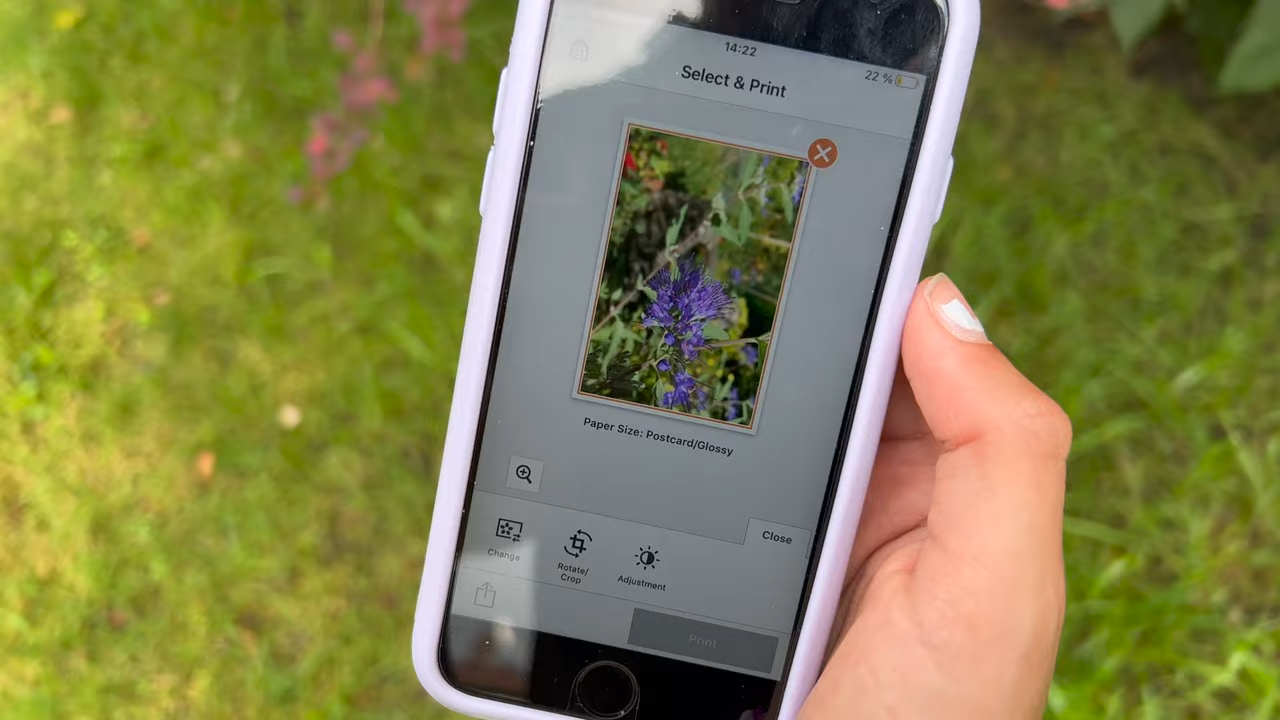 14:22
22 %
Select & Print
Paper Size: Postcard/Glossy
Close
Change
Rotate/
Crop
Adjustment
Print